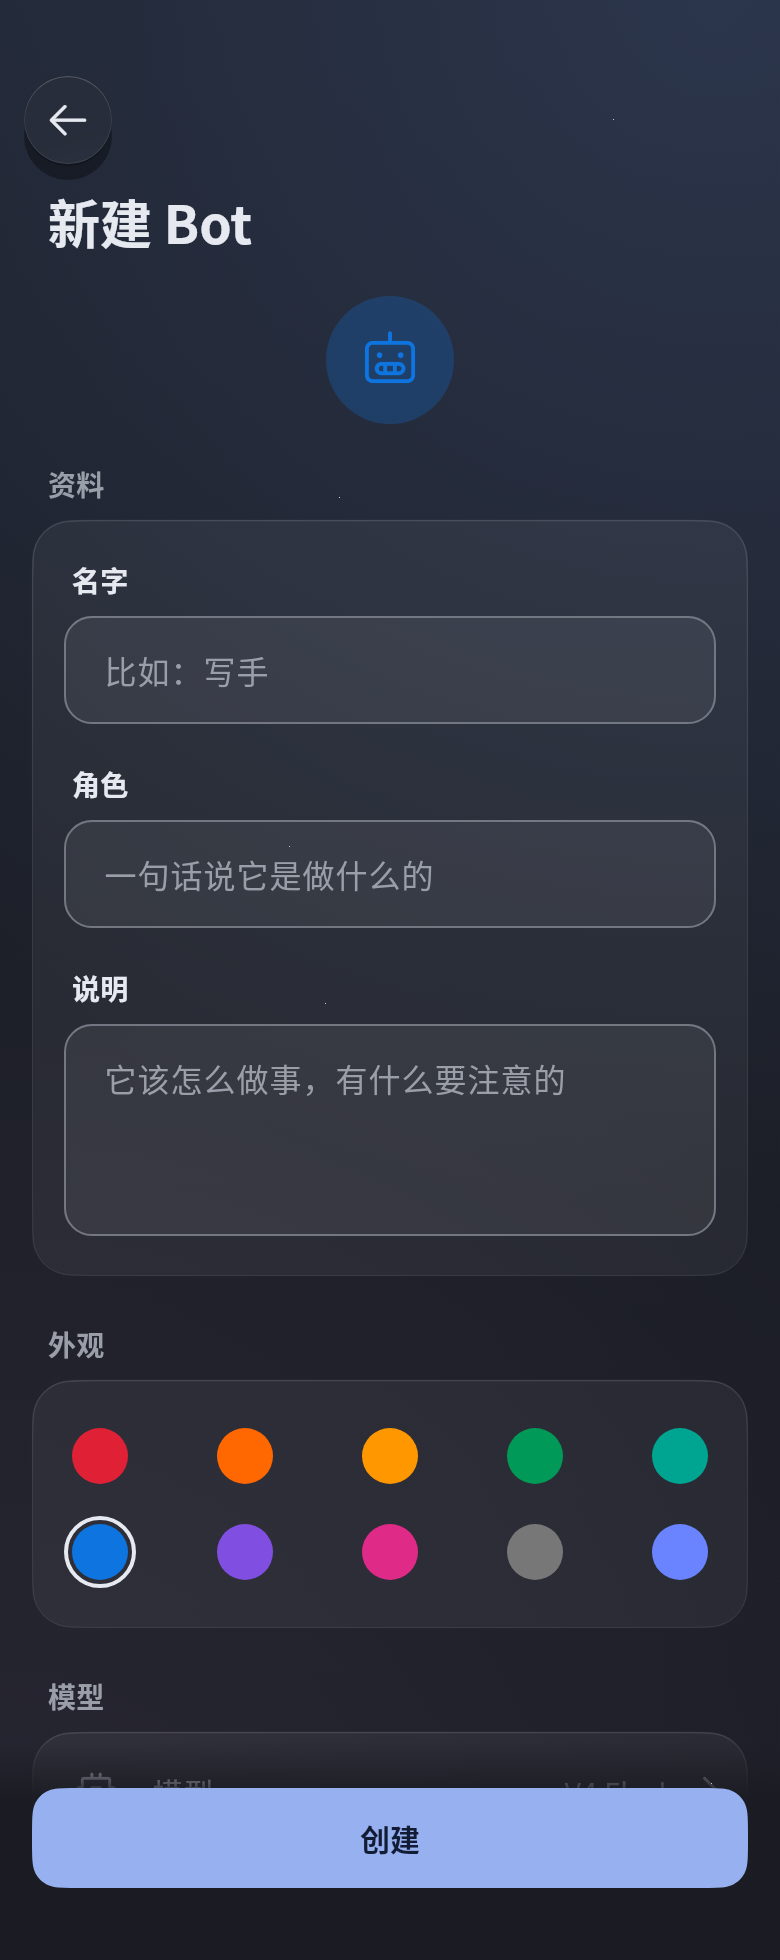 新建 Bot
资料
名字
比如：写手
角色
一句话说它是做什么的
说明
它该怎么做事，有什么要注意的
外观
模型
模型
创建